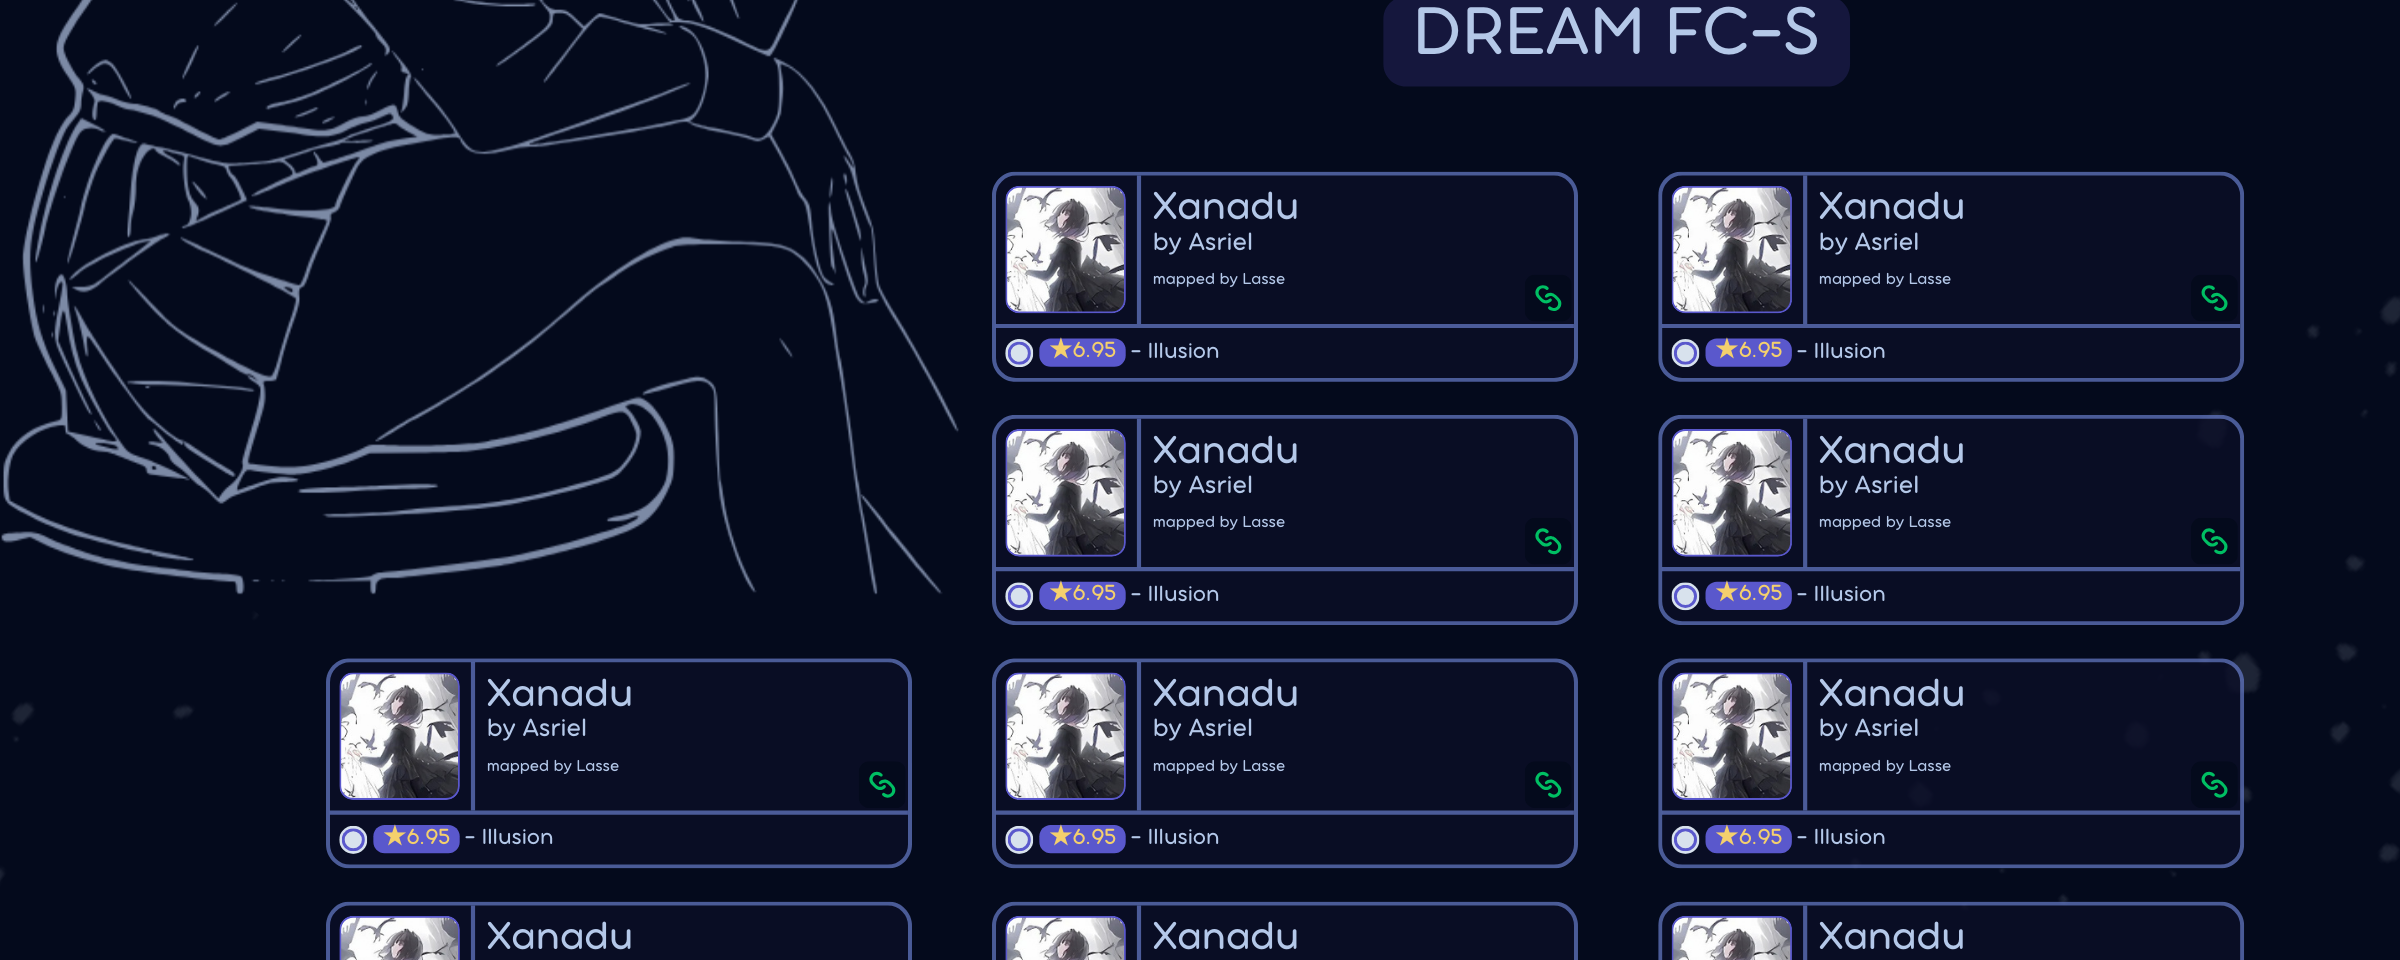 DREAM FC-S
Xanadu
by Asriel
mapped by Lasse
★6.95 - Illusion
Xanadu
by Asriel
mapped by Lasse
★6.95 - Illusion
Xanadu
by Asriel
mapped by Lasse
★6.95 - Illusion
Xanadu
by Asriel
mapped by Lasse
★6.95 - Illusion
Xanadu
by Asriel
mapped by Lasse
★6.95 - Illusion
Xanadu
by Asriel
mapped by Lasse
★6.95 - Illusion
Xanadu
by Asriel
mapped by Lasse
★6.95 - Illusion
Xanadu
Xanadu
Xanadu